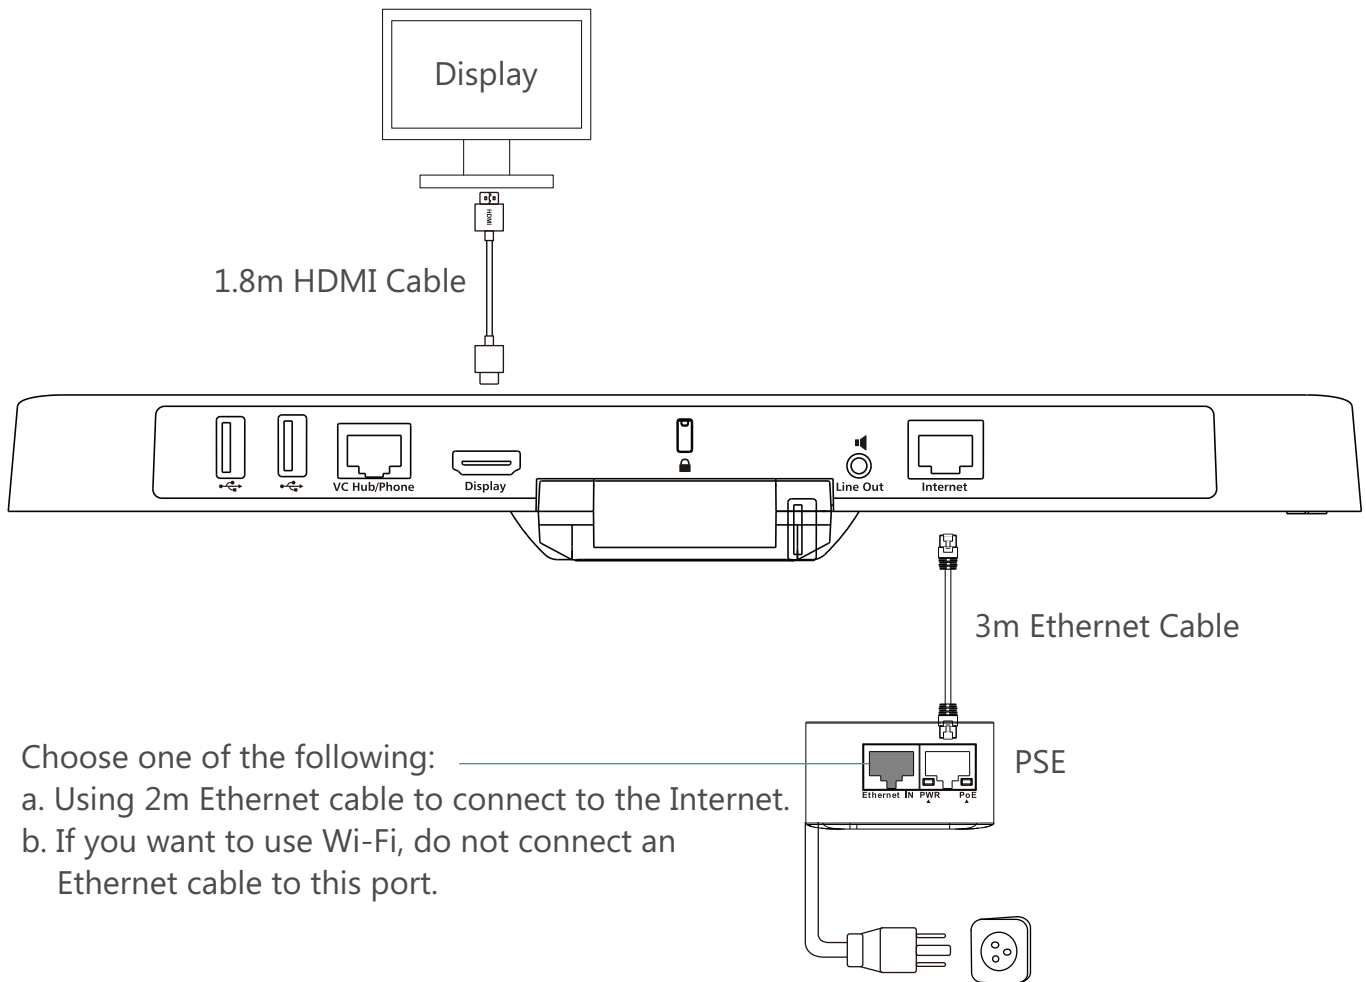 Display
HDMI
1.8m HDMI Cable
VC Hub/Phone
Display
Line Out
Internet
3m Ethernet Cable
PSE
Ethernet IN PWR PoE
Choose one of the following:
a. Using 2m Ethernet cable to connect to the Internet.
b. If you want to use Wi-Fi, do not connect an
Ethernet cable to this port.